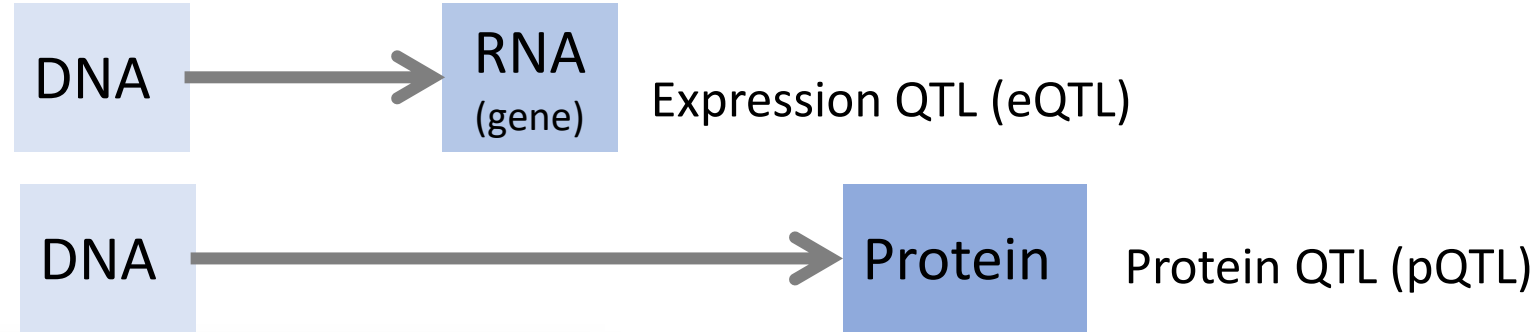 DNA
RNA
(gene)
Expression QTL (eQTL)
DNA
Protein
Protein QTL (pQTL)